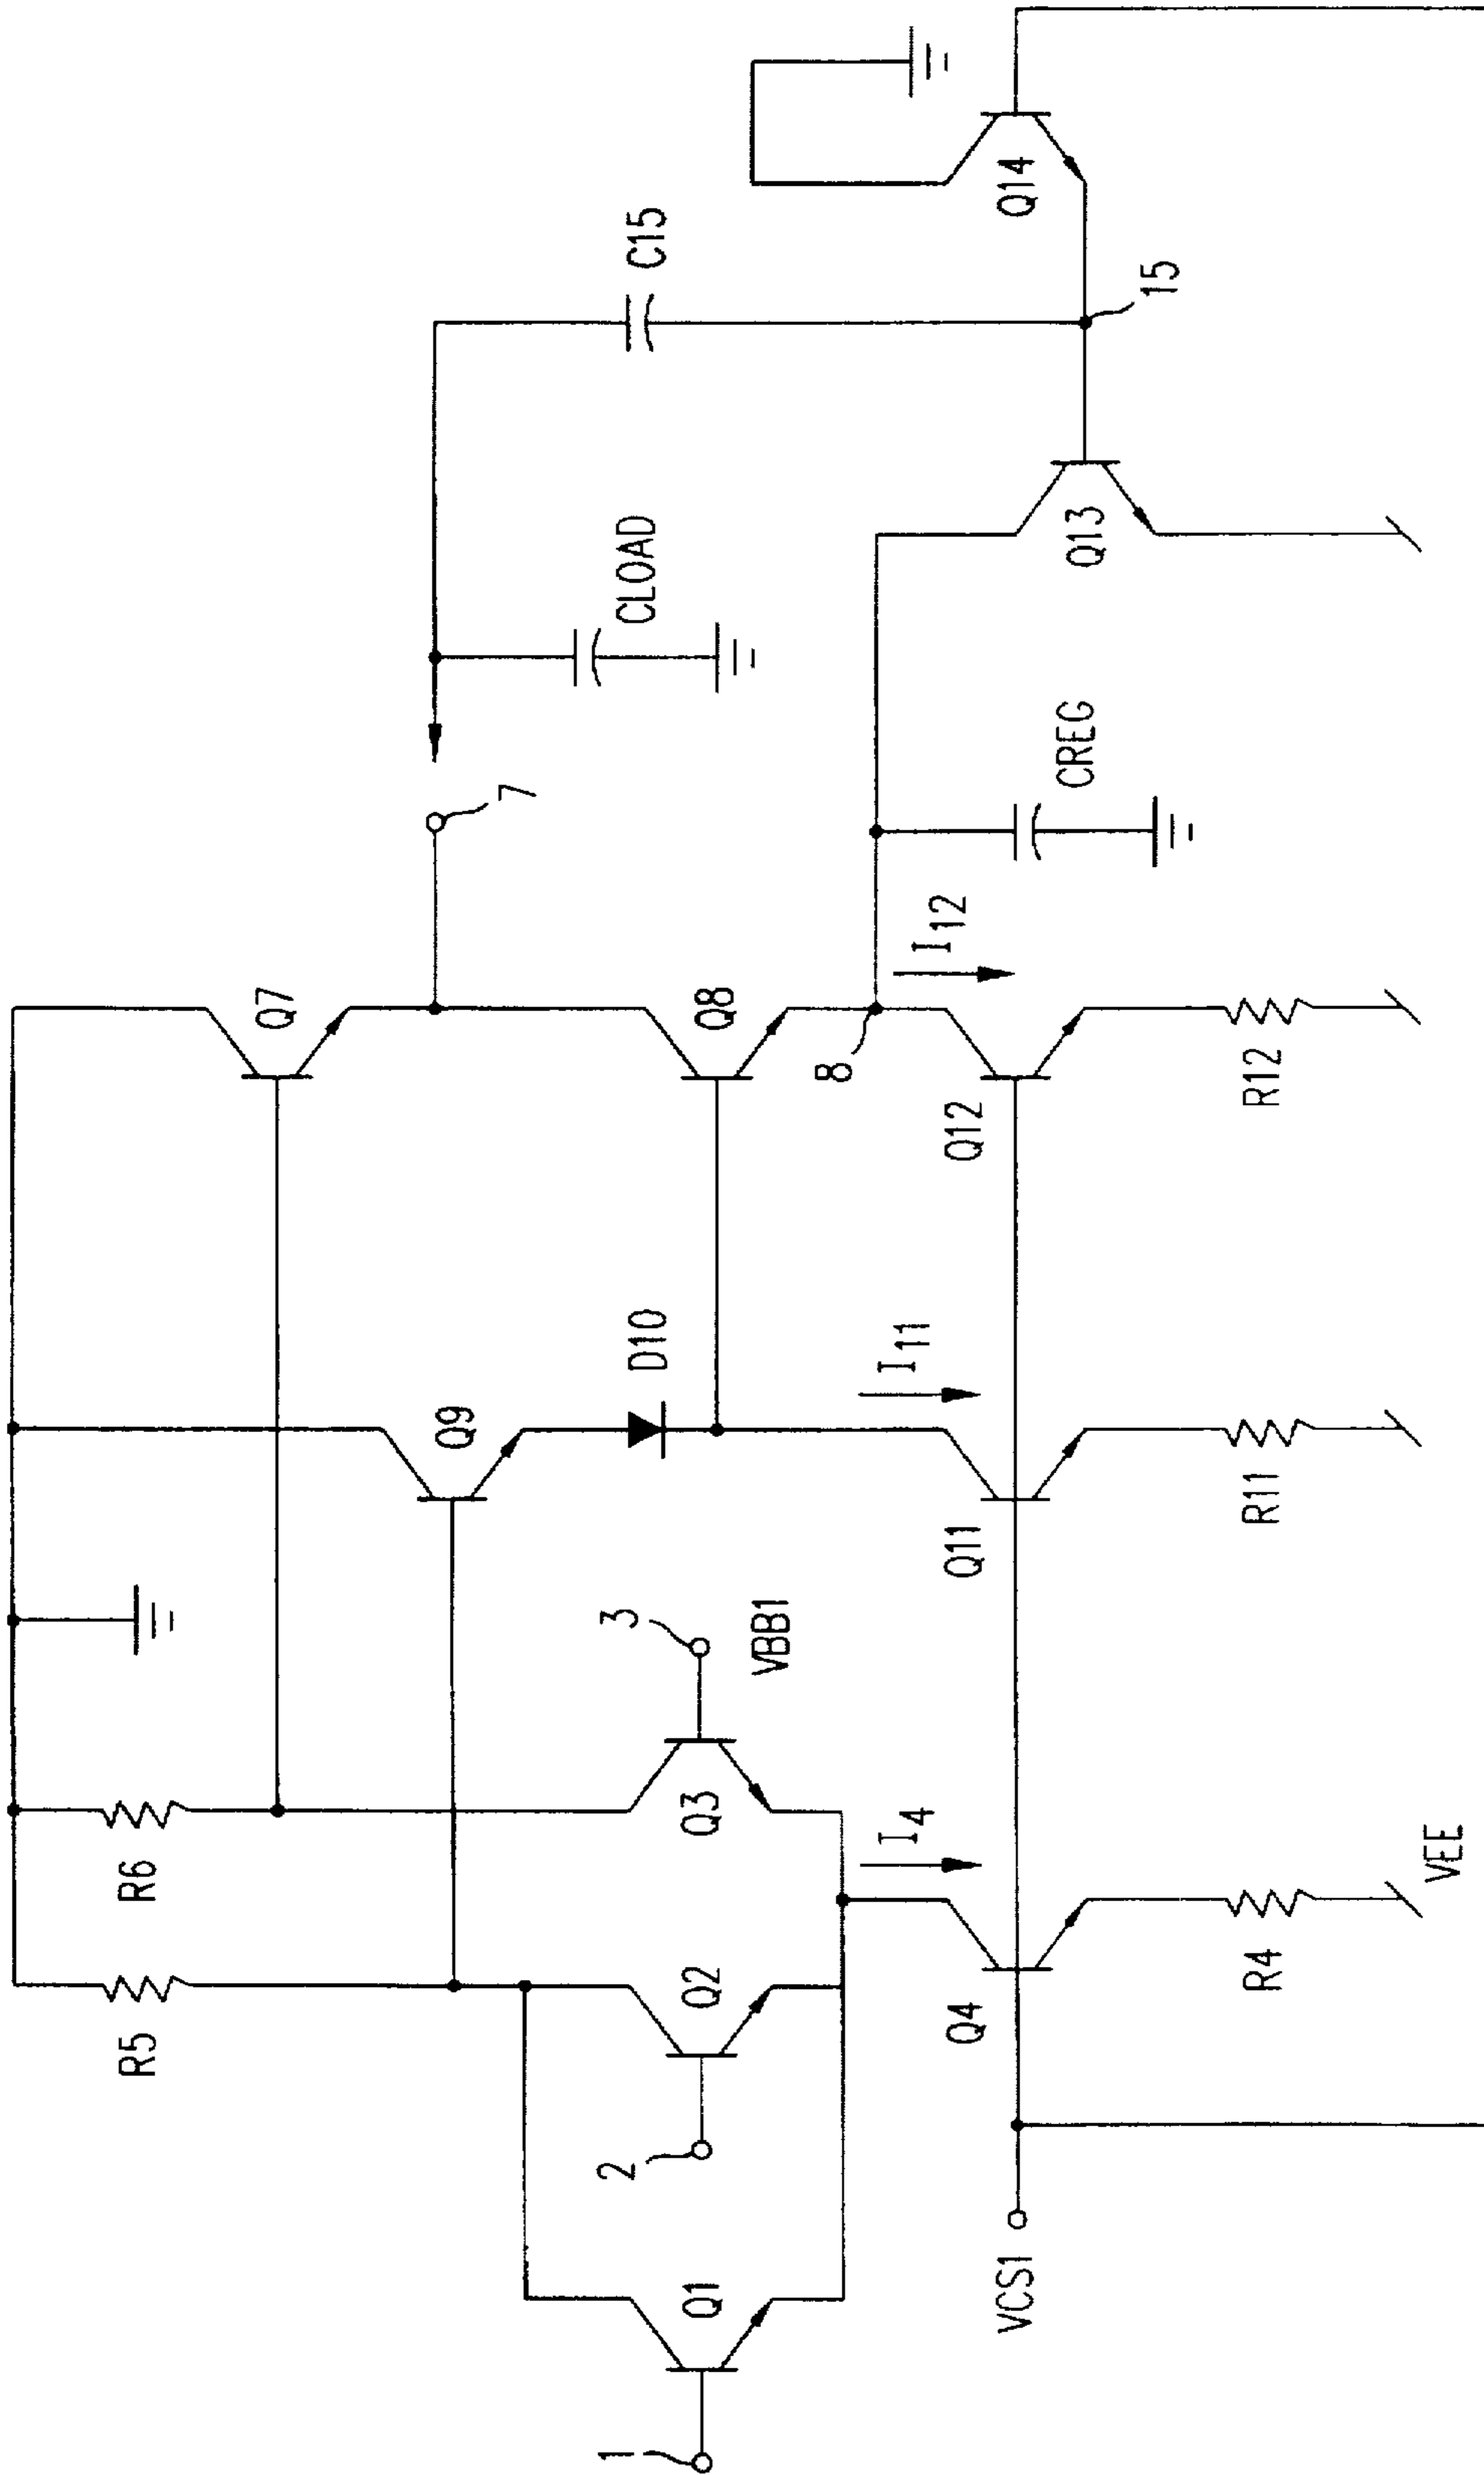 R5
R6
Q7
Q9
D10
7
CLOAD
C15
1
Q1
2
Q2
Q3
3
VBB1
Q8
8
I4
I11
I12
CREG
Q14
15
VCS1
Q4
Q11
Q12
Q13
R4
VEE
R11
R12